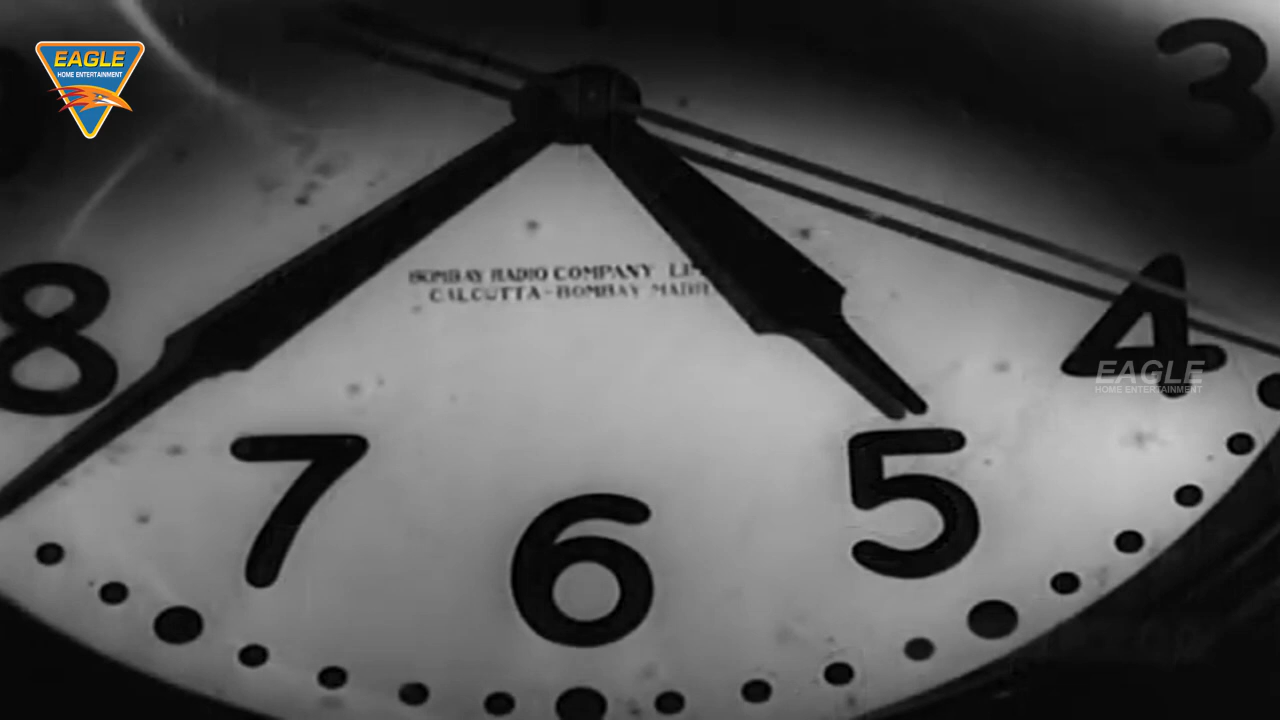 EAGLE
HOME ENTERTAINMENT
3
BOMBAY RADIO COMPANY
CALCUTTA-BOMBAY
8
4
EAGLE
HOME ENTERTAINMENT
7
5
6